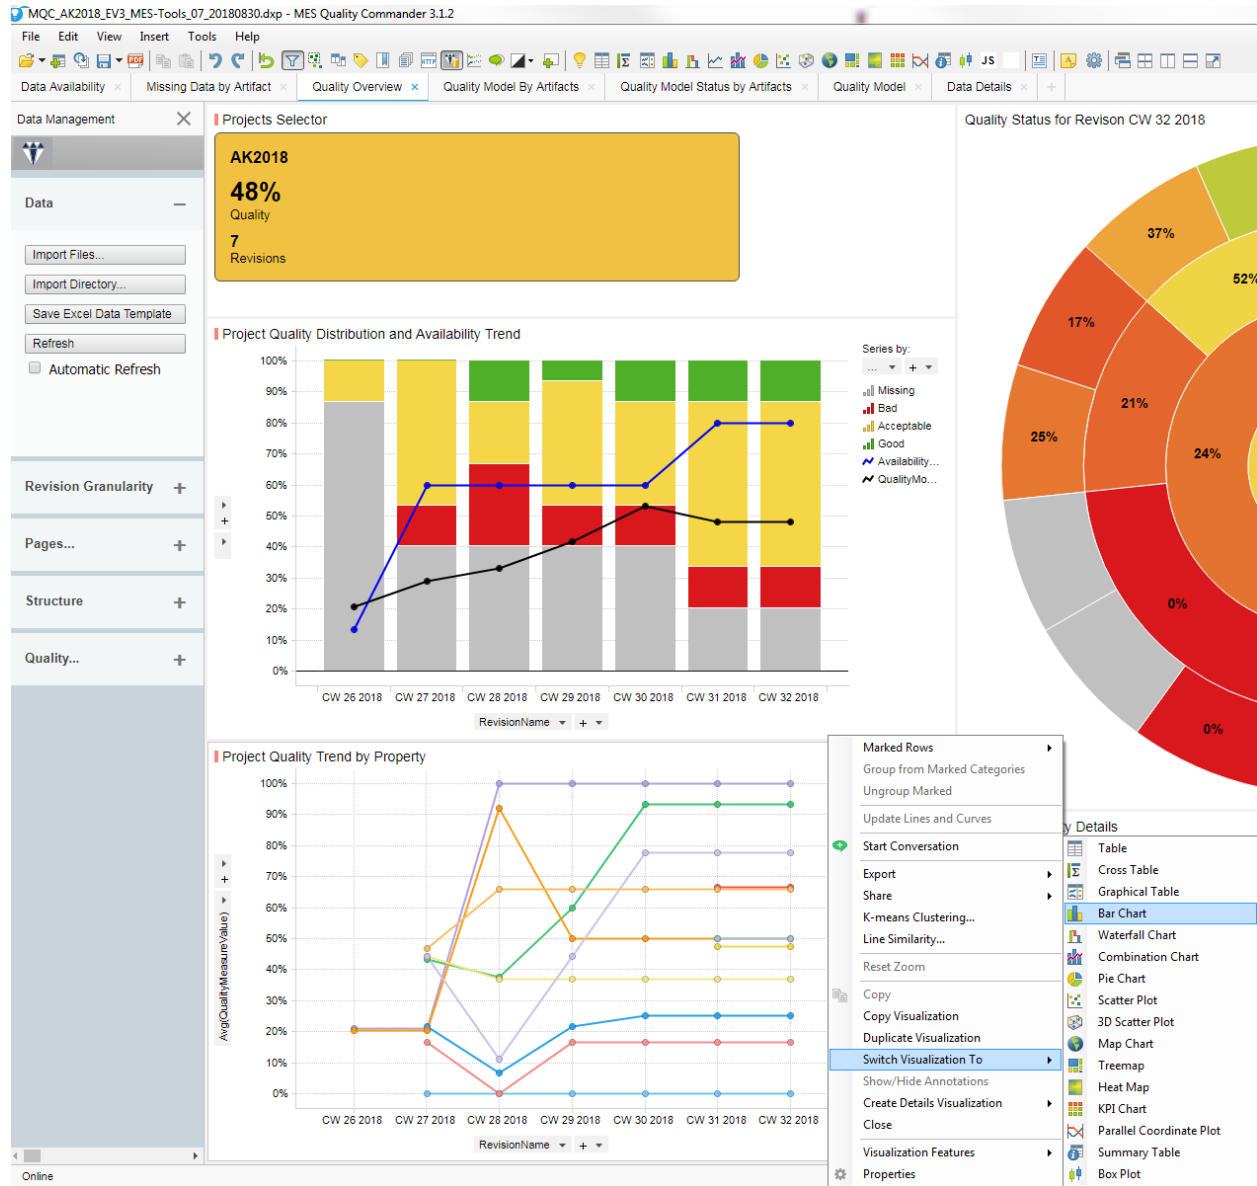 MQC_AK2018_EV3_MES-Tools_07_20180830.dxp - MES Quality Commander 3.1.2
File Edit View Insert Tools Help
PDF HTTP JS
Data Availability Missing Data by Artifact Quality Overview Quality Model By Artifacts Quality Model Status by Artifacts Quality Model Data Details
Data Management
Data
Import Files...
Import Directory...
Save Excel Data Template
Refresh
Automatic Refresh
Revision Granularity
Pages...
Structure
Quality...
Projects Selector
AK2018
48%
Quality
7
Revisions
Project Quality Distribution and Availability Trend
100%
90%
80%
70%
60%
50%
40%
30%
20%
10%
0%
CW 26 2018 CW 27 2018 CW 28 2018 CW 29 2018 CW 30 2018 CW 31 2018 CW 32 2018
RevisionName +
Series by:
... +
Missing
Bad
Acceptable
Good
Availability...
QualityMo...
Quality Status for Revison CW 32 2018
37%
52%
17%
21%
25%
24%
0%
0%
Project Quality Trend by Property
100%
90%
80%
70%
60%
50%
40%
30%
20%
10%
0%
Avg(QualityMeasureValue)
CW 26 2018 CW 27 2018 CW 28 2018 CW 29 2018 CW 30 2018 CW 31 2018 CW 32 2018
RevisionName +
Marked Rows
Group from Marked Categories
Ungroup Marked
Update Lines and Curves
Start Conversation
Export
Share
K-means Clustering...
Line Similarity...
Reset Zoom
Copy
Copy Visualization
Duplicate Visualization
Switch Visualization To
Show/Hide Annotations
Create Details Visualization
Close
Visualization Features
Properties
y Details
Table
Cross Table
Graphical Table
Bar Chart
Waterfall Chart
Combination Chart
Pie Chart
Scatter Plot
3D Scatter Plot
Map Chart
Treemap
Heat Map
KPI Chart
Parallel Coordinate Plot
Summary Table
Box Plot
Online